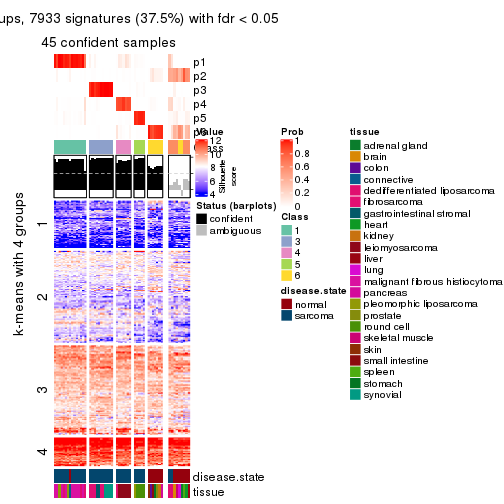 ups, 7933 signatures (37.5%) with fdr < 0.05
45 confident samples
p1
p2
p3
p4
p5
k-means with 4 groups
1
2
3
4
Value
12
10
8
6
4
Silhouette
score
Status (barplots)
confident
ambiguous
Prob
1
0.8
0.6
0.4
0.2
0
Class
1
3
4
5
6
disease.state
normal
sarcoma
tissue
adrenal gland
brain
colon
connective
dedifferentiated liposarcoma
fibrosarcoma
gastrointestinal stromal
heart
kidney
leiomyosarcoma
liver
lung
malignant fibrous histiocytoma
pancreas
pleomorphic liposarcoma
prostate
round cell
skeletal muscle
skin
small intestine
spleen
stomach
synovial
disease.state
tissue